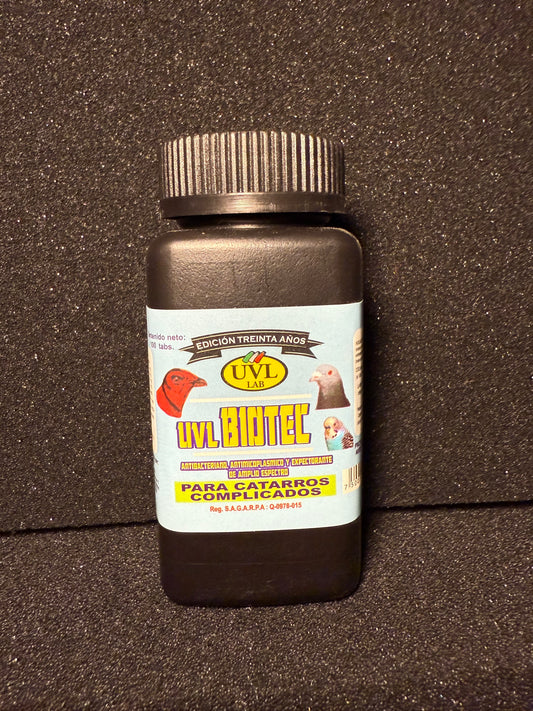 EDICIÓN TREINTA AÑOS
enido neto:
100 tabs.
UVL
LAB
UVL BIOTEC
ANTIBACTERIANO, ANTIMICOPLASMICO Y EXPECTORANTE
DE AMPLIO ESPECTRO
PARA CATARROS
COMPLICADOS
Reg. S.A.G.A.R.P.A : Q-0978-015